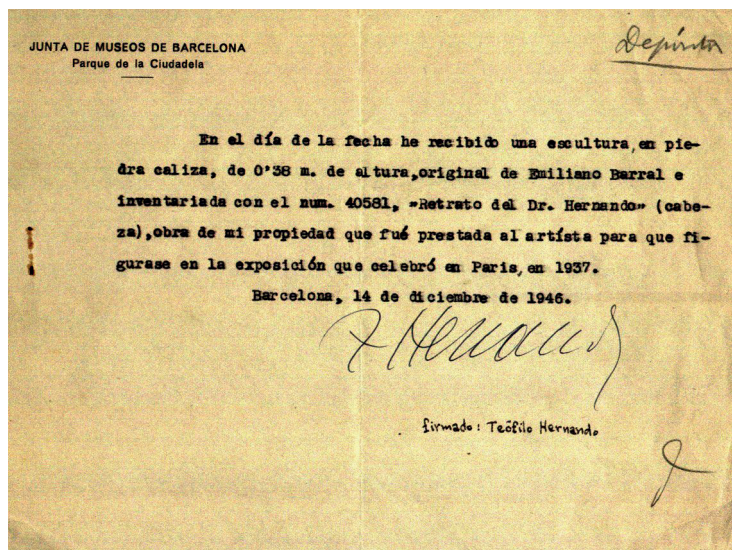 JUNTA DE MUSEOS DE BARCELONA
Parque de la Ciudadela
Depósito
En el día de la fecha he recibido una escultura, en pie-
dra caliza, de 0'38 m. de altura, original de Emiliano Barral e
inventariada con el num. 40581, "Retrato del Dr. Hernando" (cabe-
za), obra de mi propiedad que fué prestada al artísta para que fi-
gurase en la exposición que celebró en Paris, en 1937.
Barcelona, 14 de diciembre de 1946.
T Hernando
firmado: Teófilo Hernando